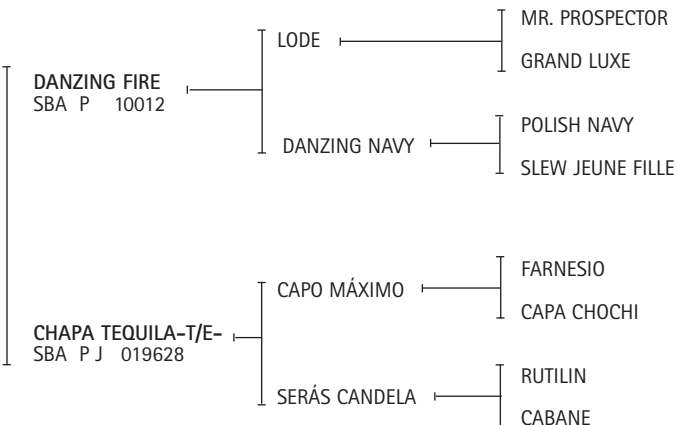 MR. PROSPECTOR
LODE
GRAND LUXE
DANZING FIRE
SBA P 10012
POLISH NAVY
DANZING NAVY
SLEW JEUNE FILLE
FARNESIO
CAPO MÁXIMO
CAPA CHOCHI
CHAPA TEQUILA-T/E-
SBA P J 019628
RUTILIN
SERÁS CANDELA
CABANE